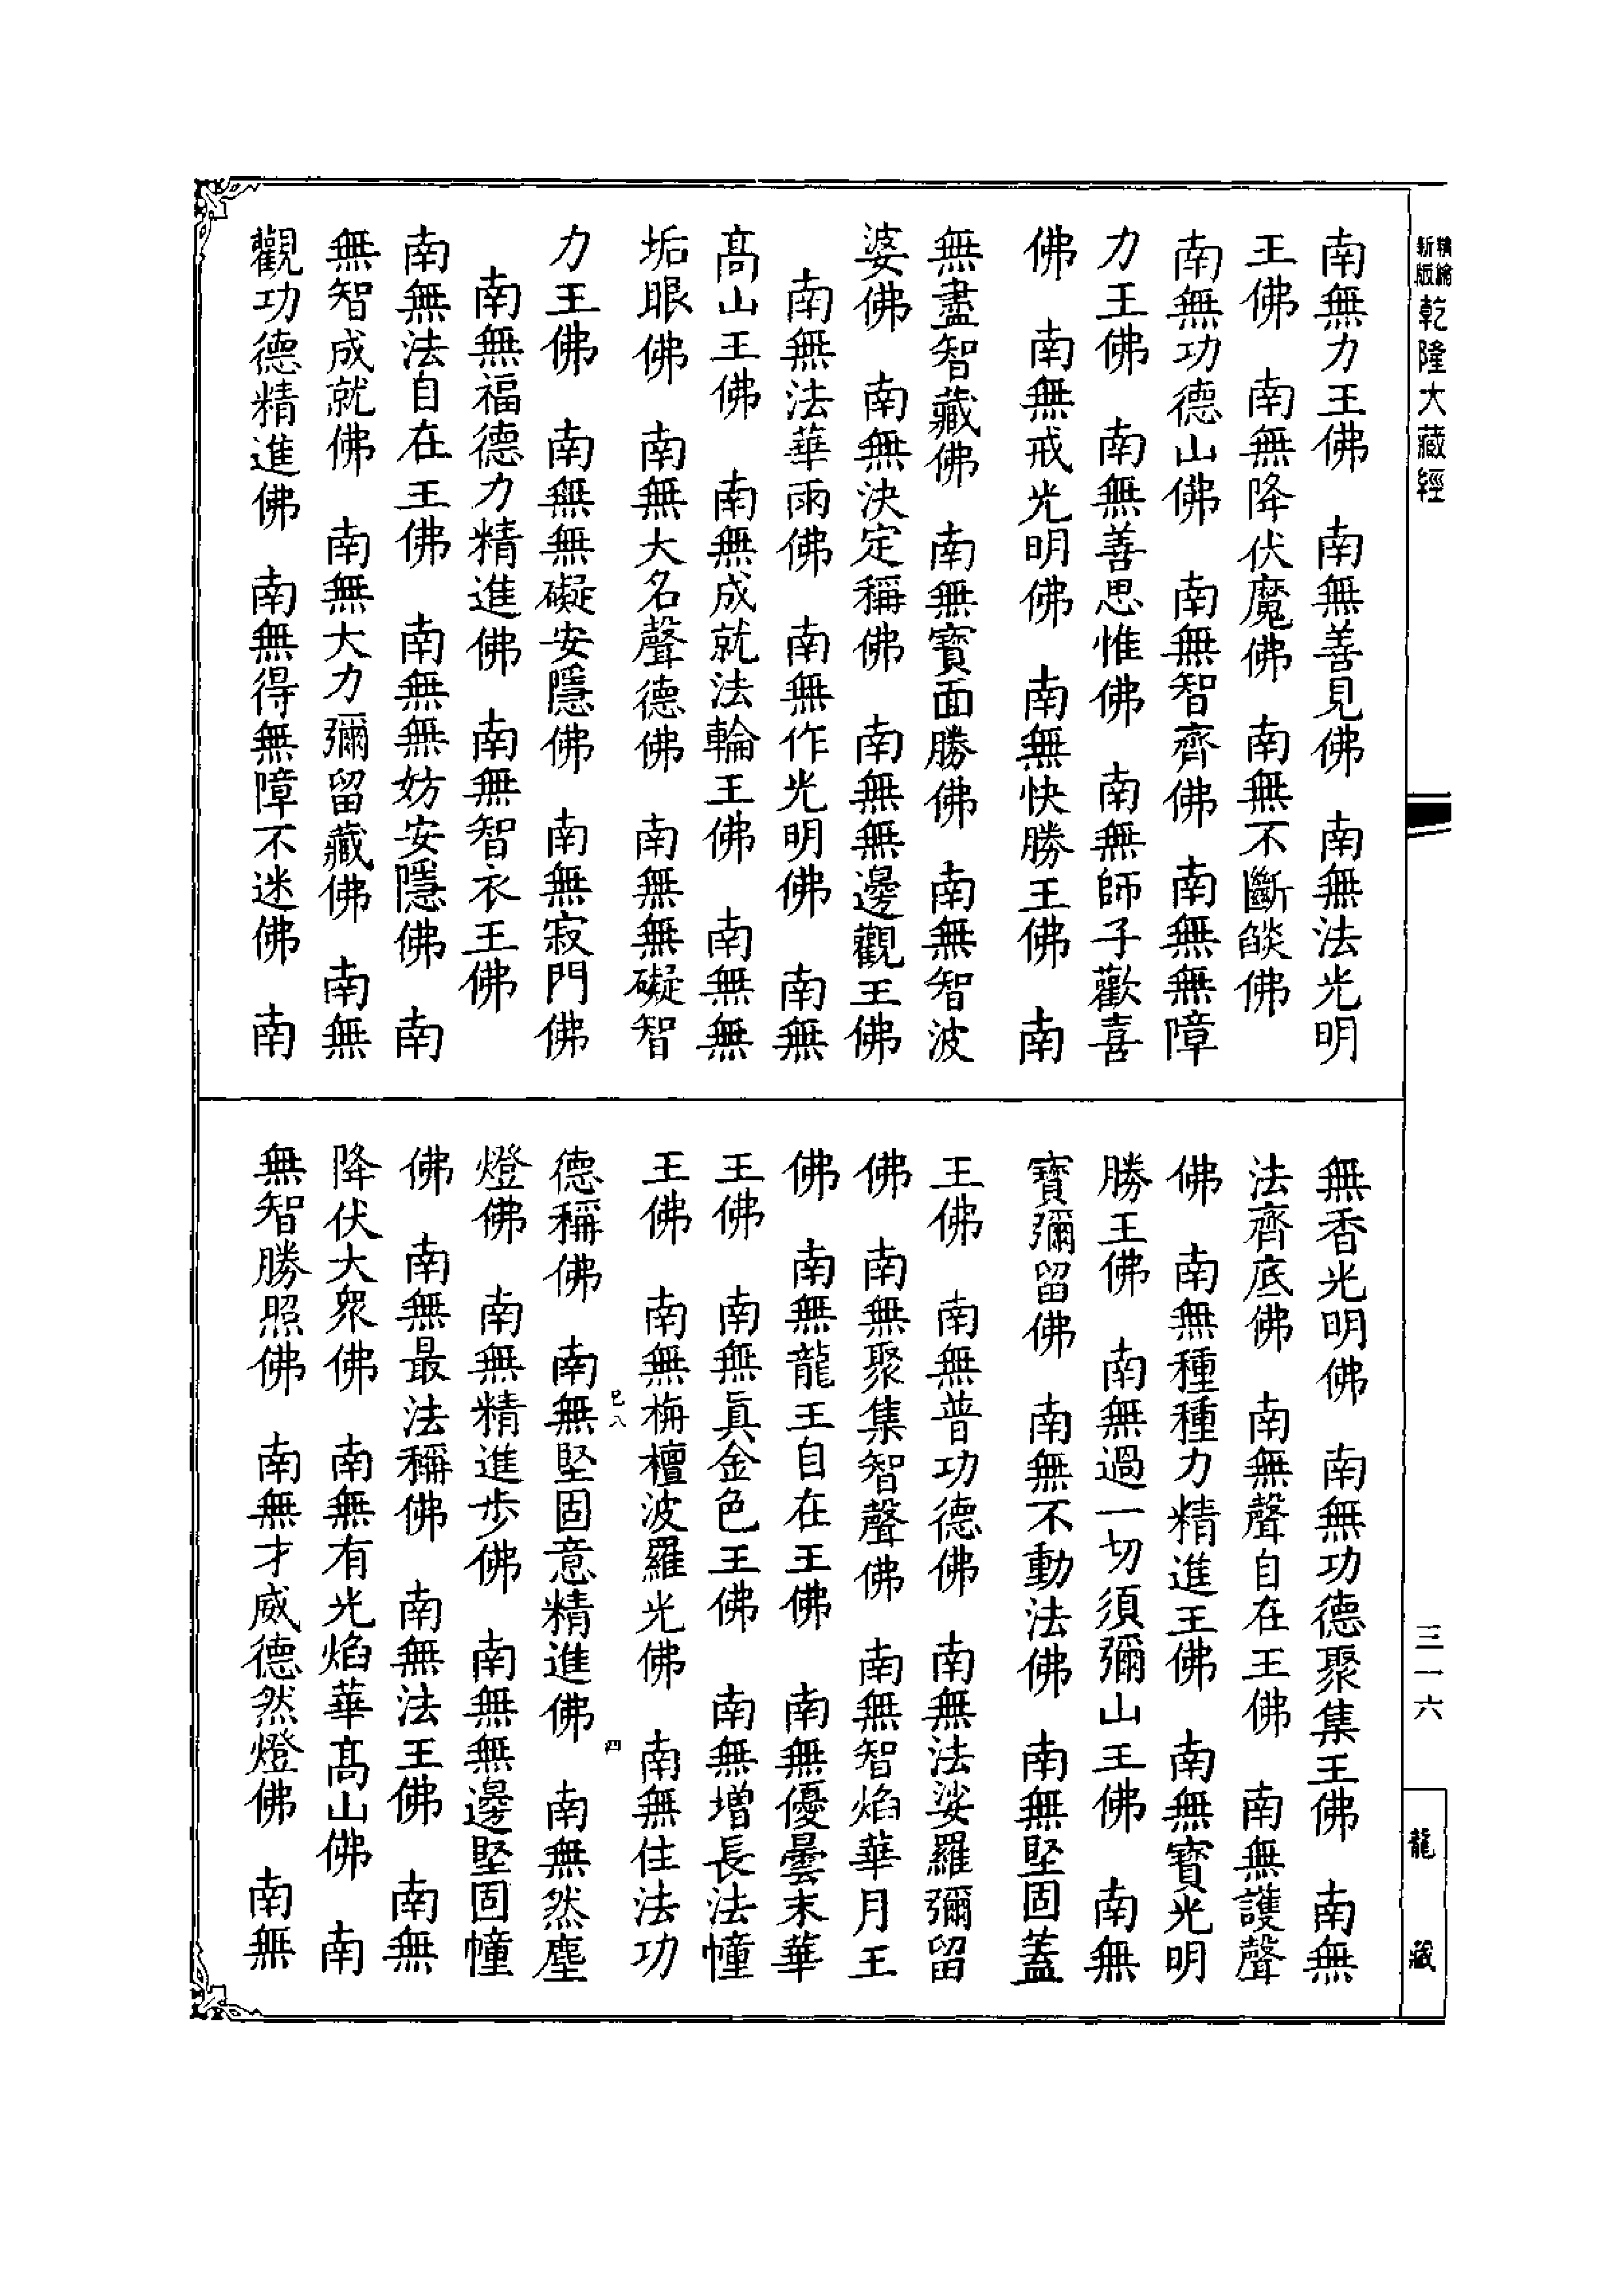 精繪新版乾隆大藏經
南無力王佛　南無善見佛　南無法光明
王佛　南無降伏魔佛　南無不斷燄佛
南無功德山佛　南無智齊佛　南無無障
力王佛　南無善思惟佛　南無師子歡喜
佛　南無戒光明佛　南無快勝王佛　南
無盡智藏佛　南無寶面勝佛　南無智波
婆佛　南無決定稱佛　南無無邊觀王佛
南無法華雨佛　南無作光明佛　南無
高山王佛　南無成就法輪王佛　南無無
垢眼佛　南無大名聲德佛　南無無礙智
力王佛　南無無礙安隱佛　南無寂門佛
南無福德力精進佛　南無智衣王佛
南無法自在王佛　南無無妨安隱佛　南
無智成就佛　南無大力彌留藏佛　南無
觀功德精進佛　南無得無障不迷佛　南
無香光明佛　南無功德聚集王佛　南無
法齊底佛　南無聲自在王佛　南無護聲
佛　南無種種力精進王佛　南無寶光明
勝王佛　南無過一切須彌山王佛　南無
寶彌留佛　南無不動法佛　南無堅固蓋
王佛　南無普功德佛　南無法娑羅彌留
佛　南無聚集智聲佛　南無智焰華月王
佛　南無龍王自在王佛　南無優曇末華
王佛　南無真金色王佛　南無增長法幢
王佛　南無栴檀波羅光佛　南無住法功
八　四
德稱佛　南無堅固意精進佛　南無然塵
燈佛　南無精進步佛　南無無邊堅固幢
佛　南無最法稱佛　南無法王佛　南無
降伏大眾佛　南無有光焰華高山佛　南
無智勝照佛　南無才威德然燈佛　南無
三一六
龍藏